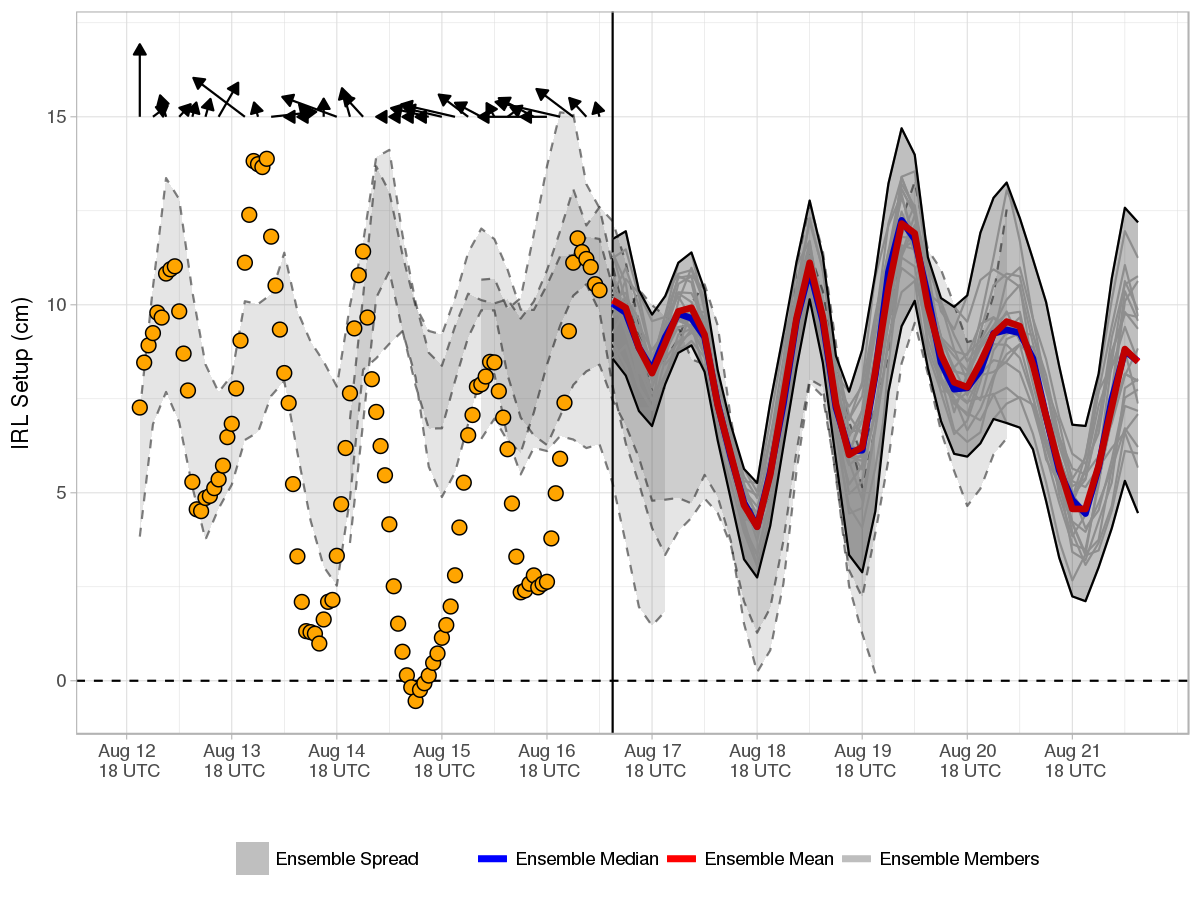 IRL Setup (cm)
15
10
5
0
Aug 12 Aug 13 Aug 14 Aug 15 Aug 16 Aug 17 Aug 18 Aug 19 Aug 20 Aug 21
18 UTC 18 UTC 18 UTC 18 UTC 18 UTC 18 UTC 18 UTC 18 UTC 18 UTC 18 UTC
Ensemble Spread Ensemble Median Ensemble Mean Ensemble Members